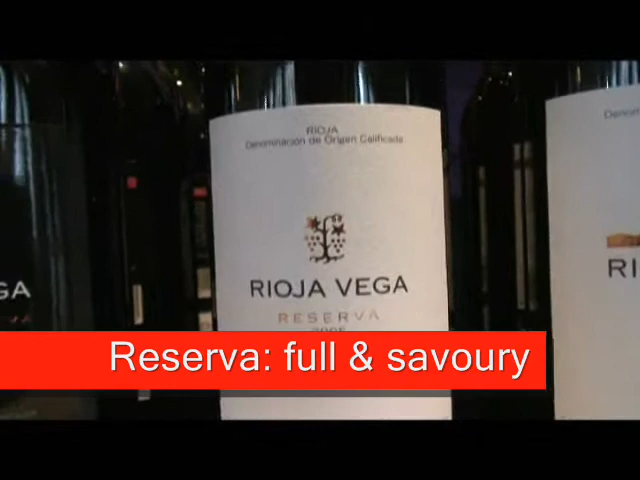 RIOJA
Denominación de Origen Calificada
RIOJA VEGA
RESERVA
Reserva: full & savoury
GA
RI